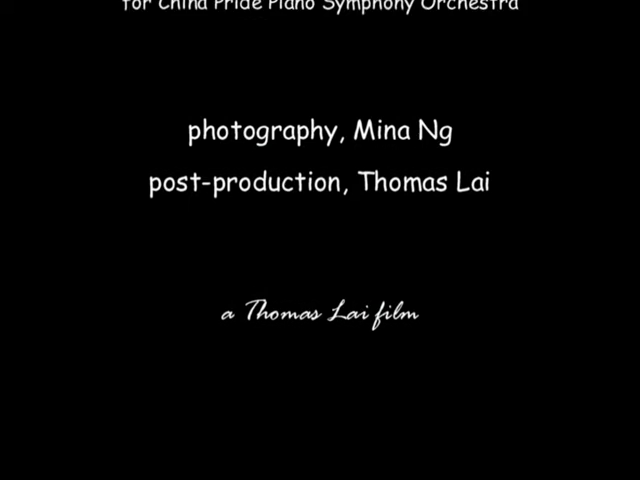 for China Pride Piano Symphony Orchestra
photography, Mina Ng
post-production, Thomas Lai
a Thomas Lai film